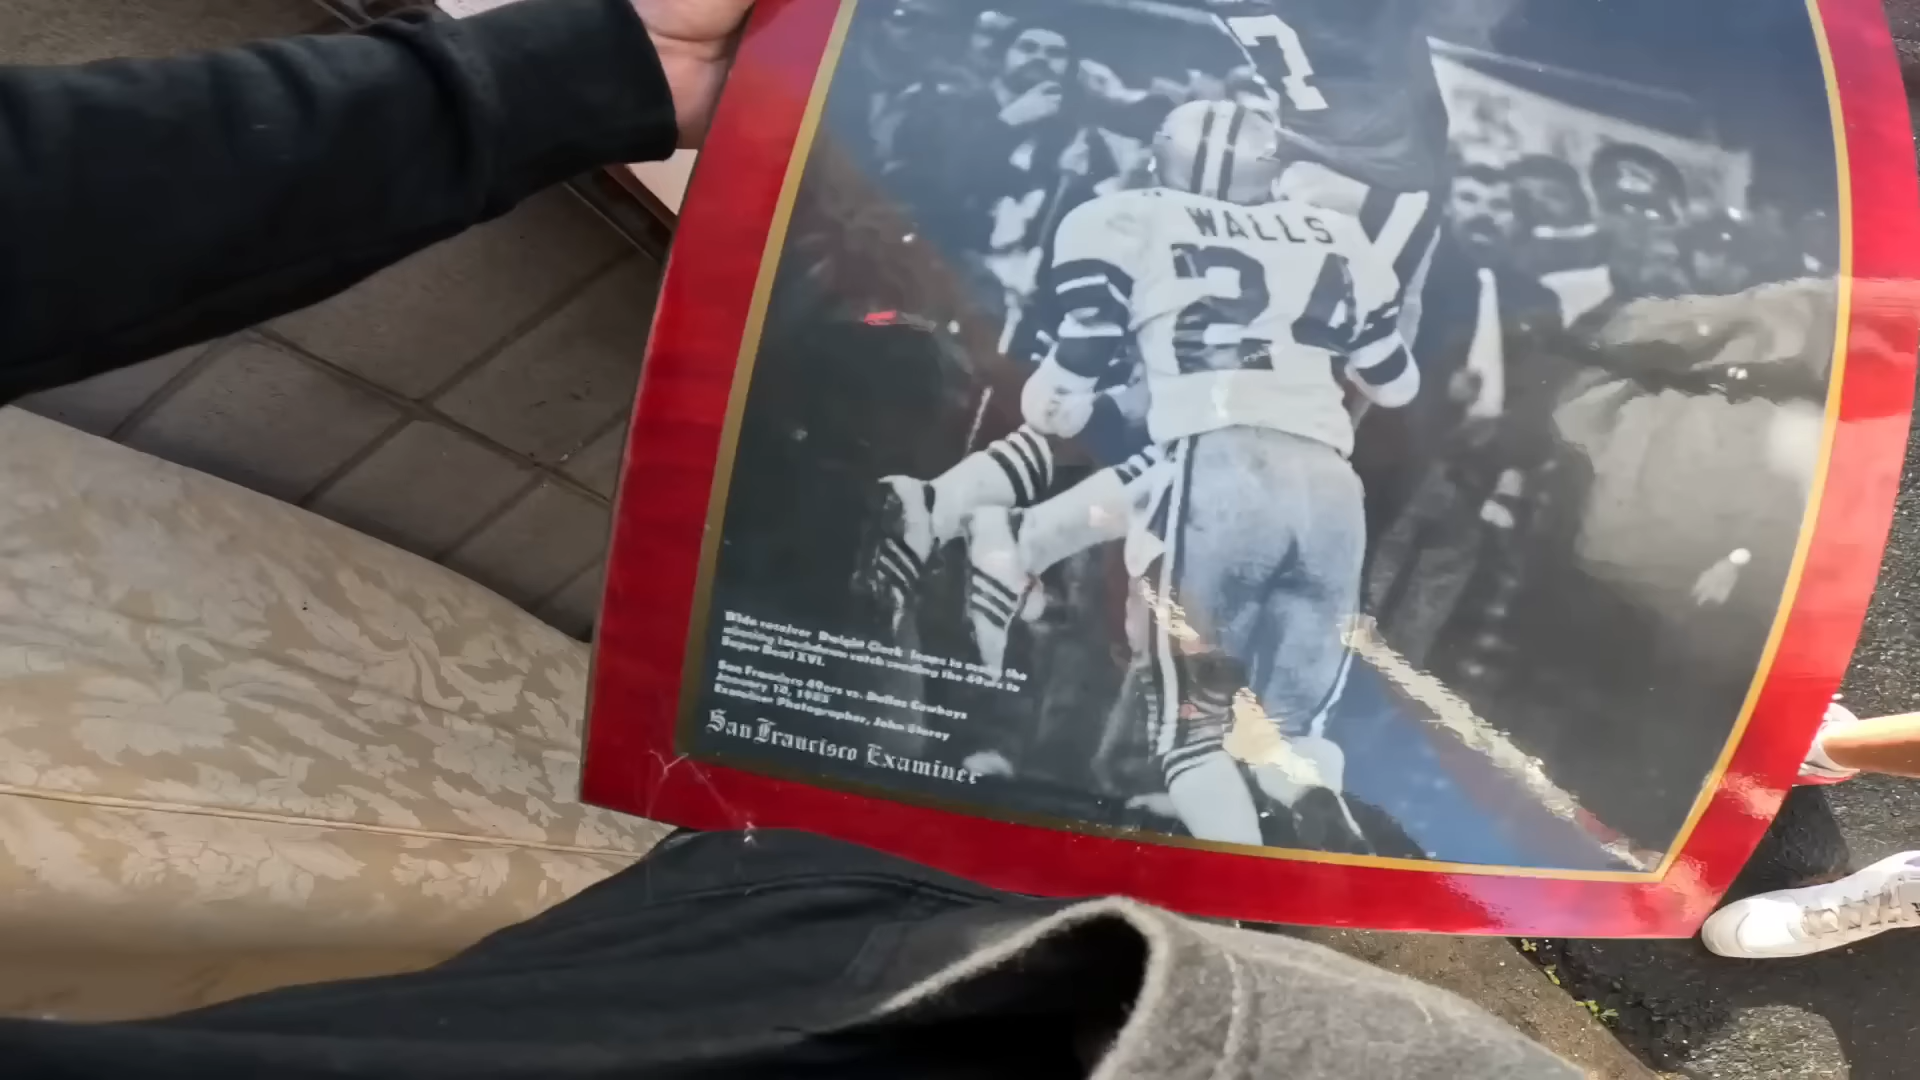 7
WALLS
24
Wide receiver Dwight Clark leaps to make the
winning touchdown catch sending the 49ers to
Super Bowl XVI.
San Francisco 49ers vs. Dallas Cowboys
January 10, 1982
Examiner Photographer, John Storey
San Francisco Examiner